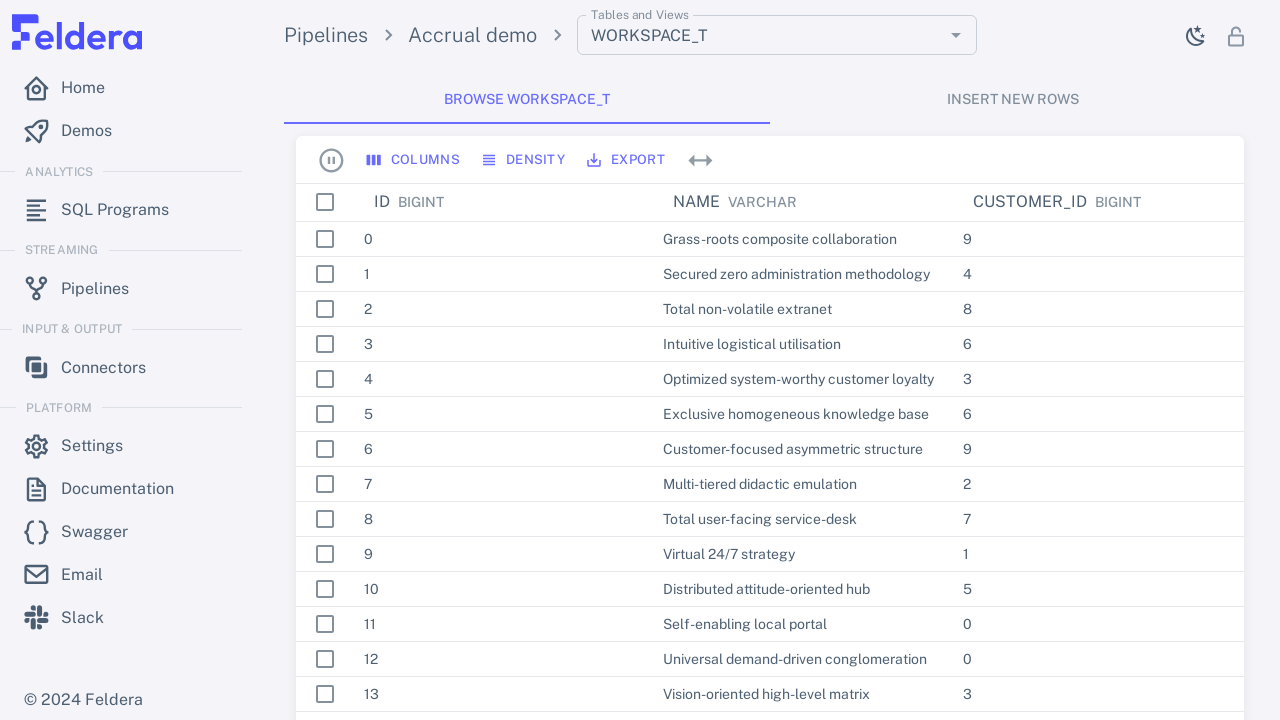 Feldera
Home
Demos
ANALYTICS
SQL Programs
STREAMING
Pipelines
INPUT & OUTPUT
Connectors
PLATFORM
Settings
Documentation
Swagger
Email
Slack
© 2024 Feldera
Pipelines > Accrual demo >
Tables and Views
WORKSPACE_T
BROWSE WORKSPACE_T INSERT NEW ROWS
COLUMNS DENSITY EXPORT
ID BIGINT NAME VARCHAR CUSTOMER_ID BIGINT
0 Grass-roots composite collaboration 9
1 Secured zero administration methodology 4
2 Total non-volatile extranet 8
3 Intuitive logistical utilisation 6
4 Optimized system-worthy customer loyalty 3
5 Exclusive homogeneous knowledge base 6
6 Customer-focused asymmetric structure 9
7 Multi-tiered didactic emulation 2
8 Total user-facing service-desk 7
9 Virtual 24/7 strategy 1
10 Distributed attitude-oriented hub 5
11 Self-enabling local portal 0
12 Universal demand-driven conglomeration 0
13 Vision-oriented high-level matrix 3